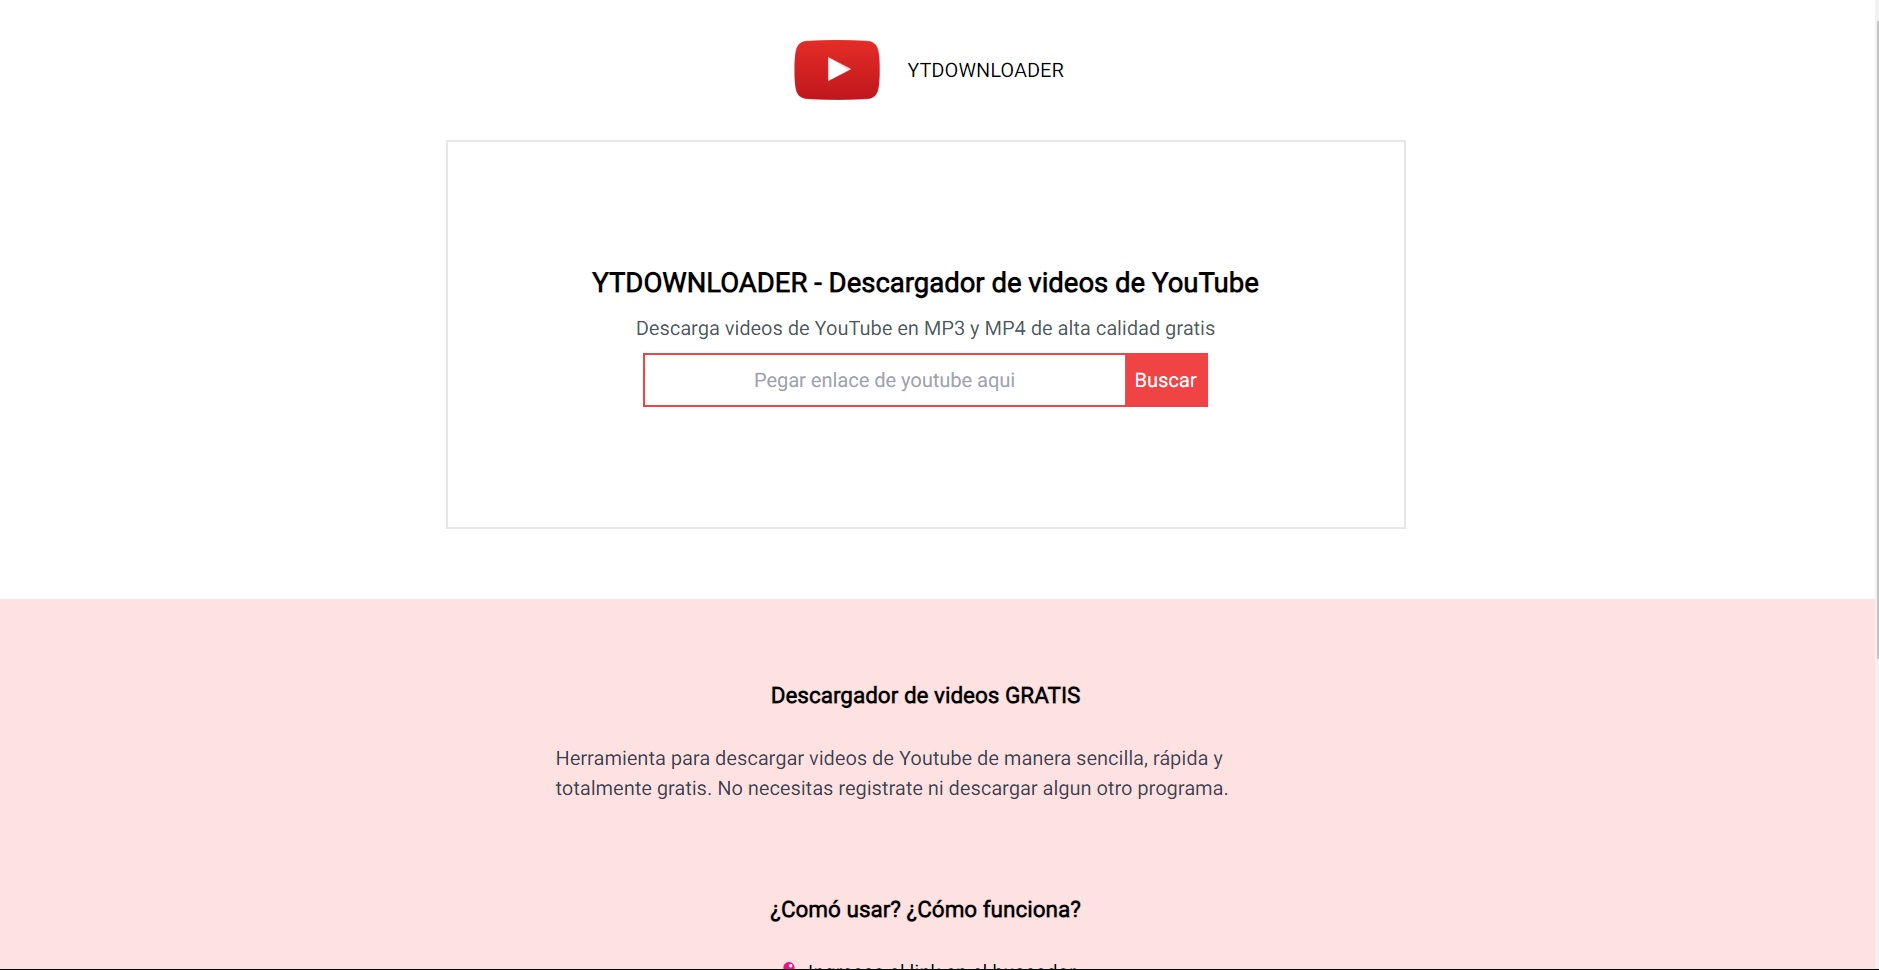 YTDOWNLOADER
YTDOWNLOADER - Descargador de videos de YouTube
Descarga videos de YouTube en MP3 y MP4 de alta calidad gratis
Pegar enlace de youtube aqui
Buscar
Descargador de videos GRATIS
Herramienta para descargar videos de Youtube de manera sencilla, rápida y
totalmente gratis. No necesitas registrate ni descargar algun otro programa.
¿Comó usar? ¿Cómo funciona?